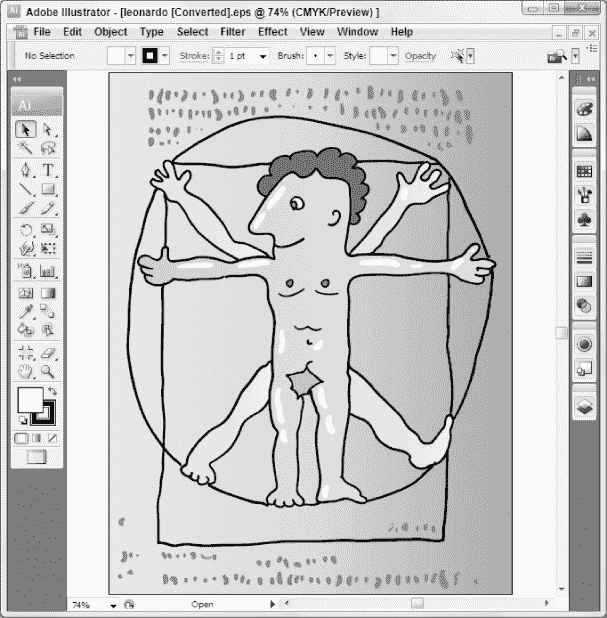 Adobe Illustrator - [leonardo [Converted].eps @ 74% (CMYK/Preview) ]
File Edit Object Type Select Filter Effect View Window Help
No Selection Stroke: 1 pt Brush: Style: Opacity
Ai
T
74% Open